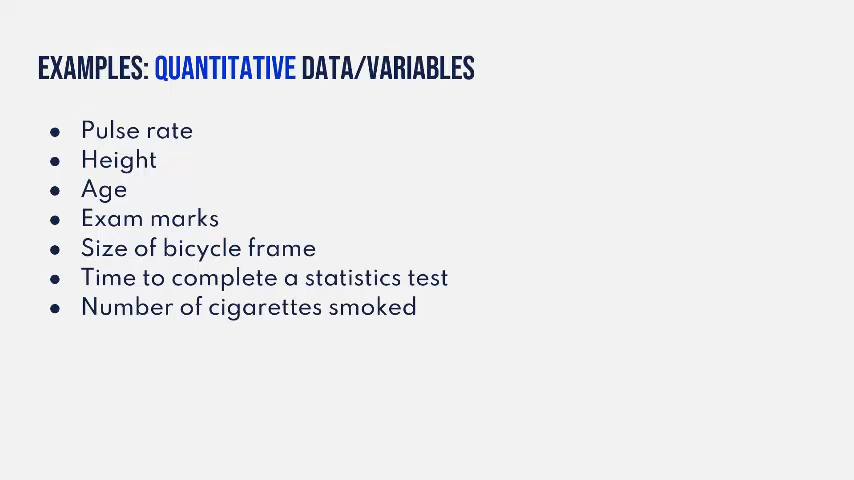 EXAMPLES: QUANTITATIVE DATA/VARIABLES
● Pulse rate
● Height
● Age
● Exam marks
● Size of bicycle frame
● Time to complete a statistics test
● Number of cigarettes smoked